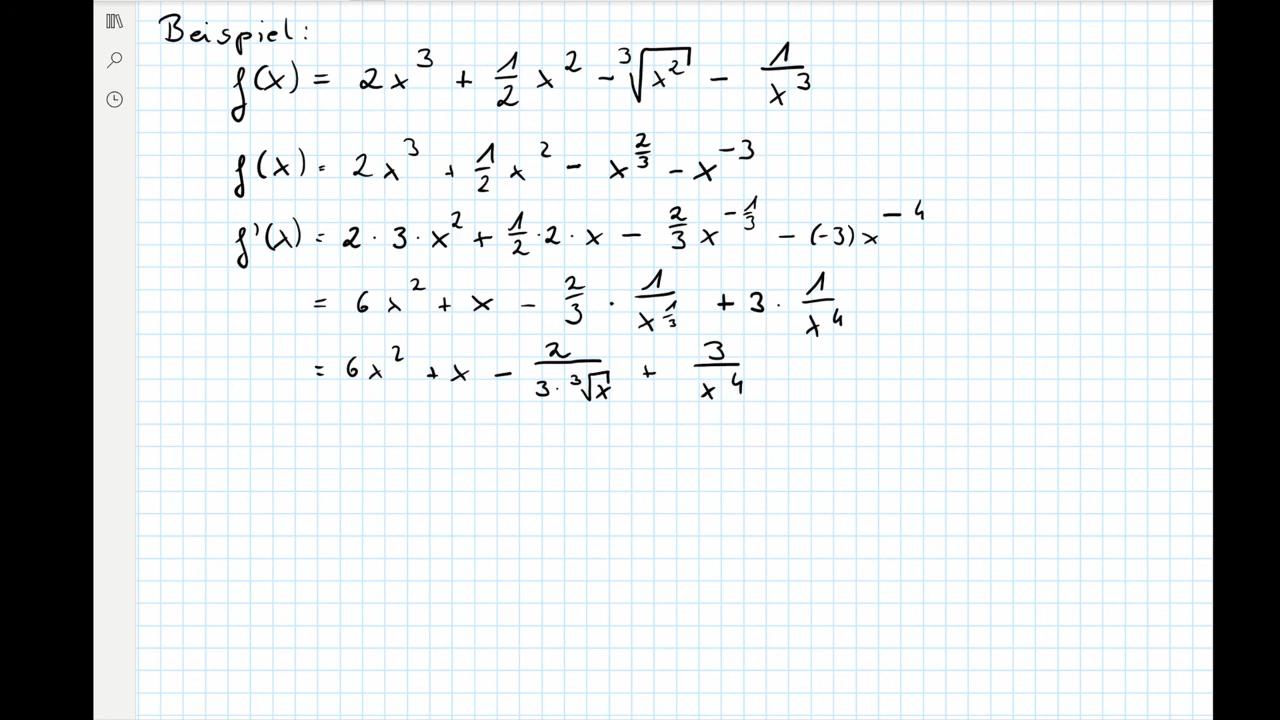 Beispiel:
f(x) = 2x³ + 1/2 x² - ³√(x²) - 1/x³
f(x) = 2x³ + 1/2 x² - x^(2/3) - x^(-3)
f'(x) = 2 · 3 · x² + 1/2 · 2 · x - 2/3 x^(-1/3) - (-3) x^(-4)
= 6x² + x - 2/3 · 1/x^(1/3) + 3 · 1/x⁴
= 6x² + x - 2/(3 · ³√x) + 3/x⁴